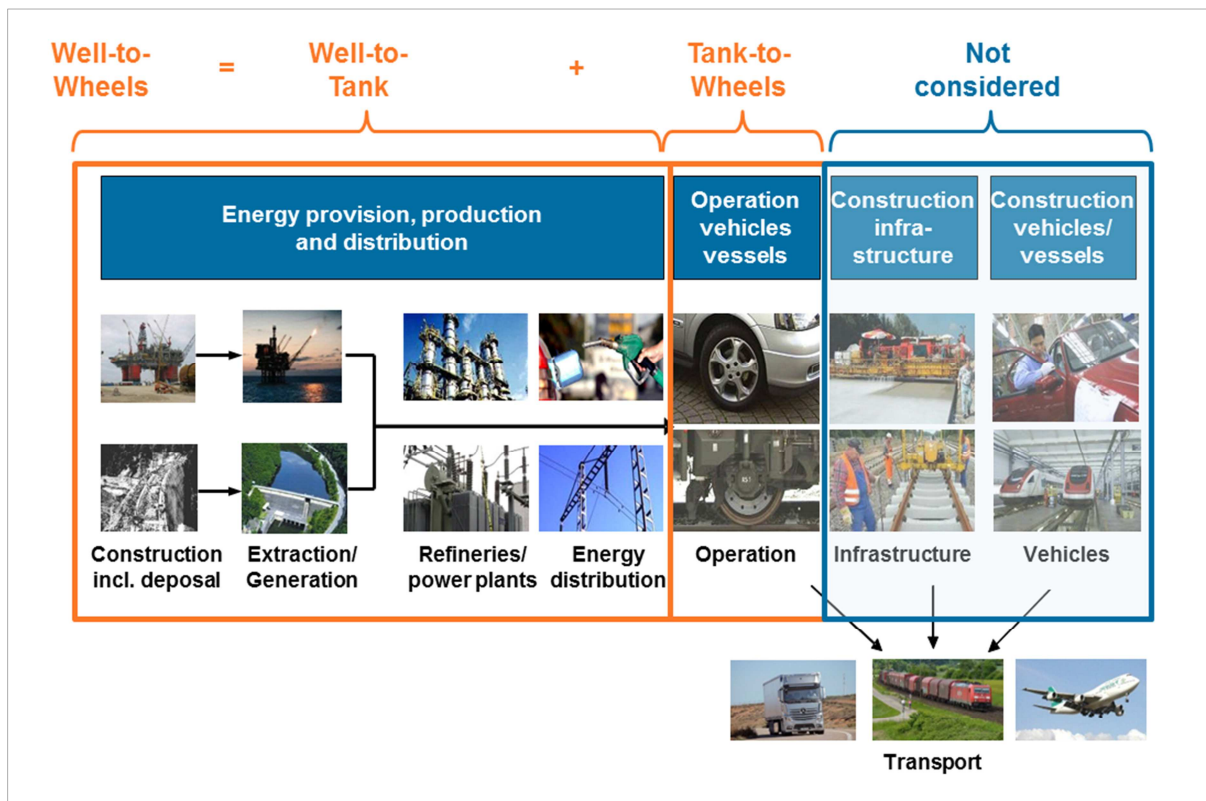 Well-to-
Wheels
=
Well-to-
Tank
+
Tank-to-
Wheels
Not
considered
Energy provision, production
and distribution
Operation
vehicles
vessels
Construction
infra-
structure
Construction
vehicles/
vessels
Construction
incl. deposal
Extraction/
Generation
Refineries/
power plants
Energy
distribution
Operation
Infrastructure
Vehicles
Transport